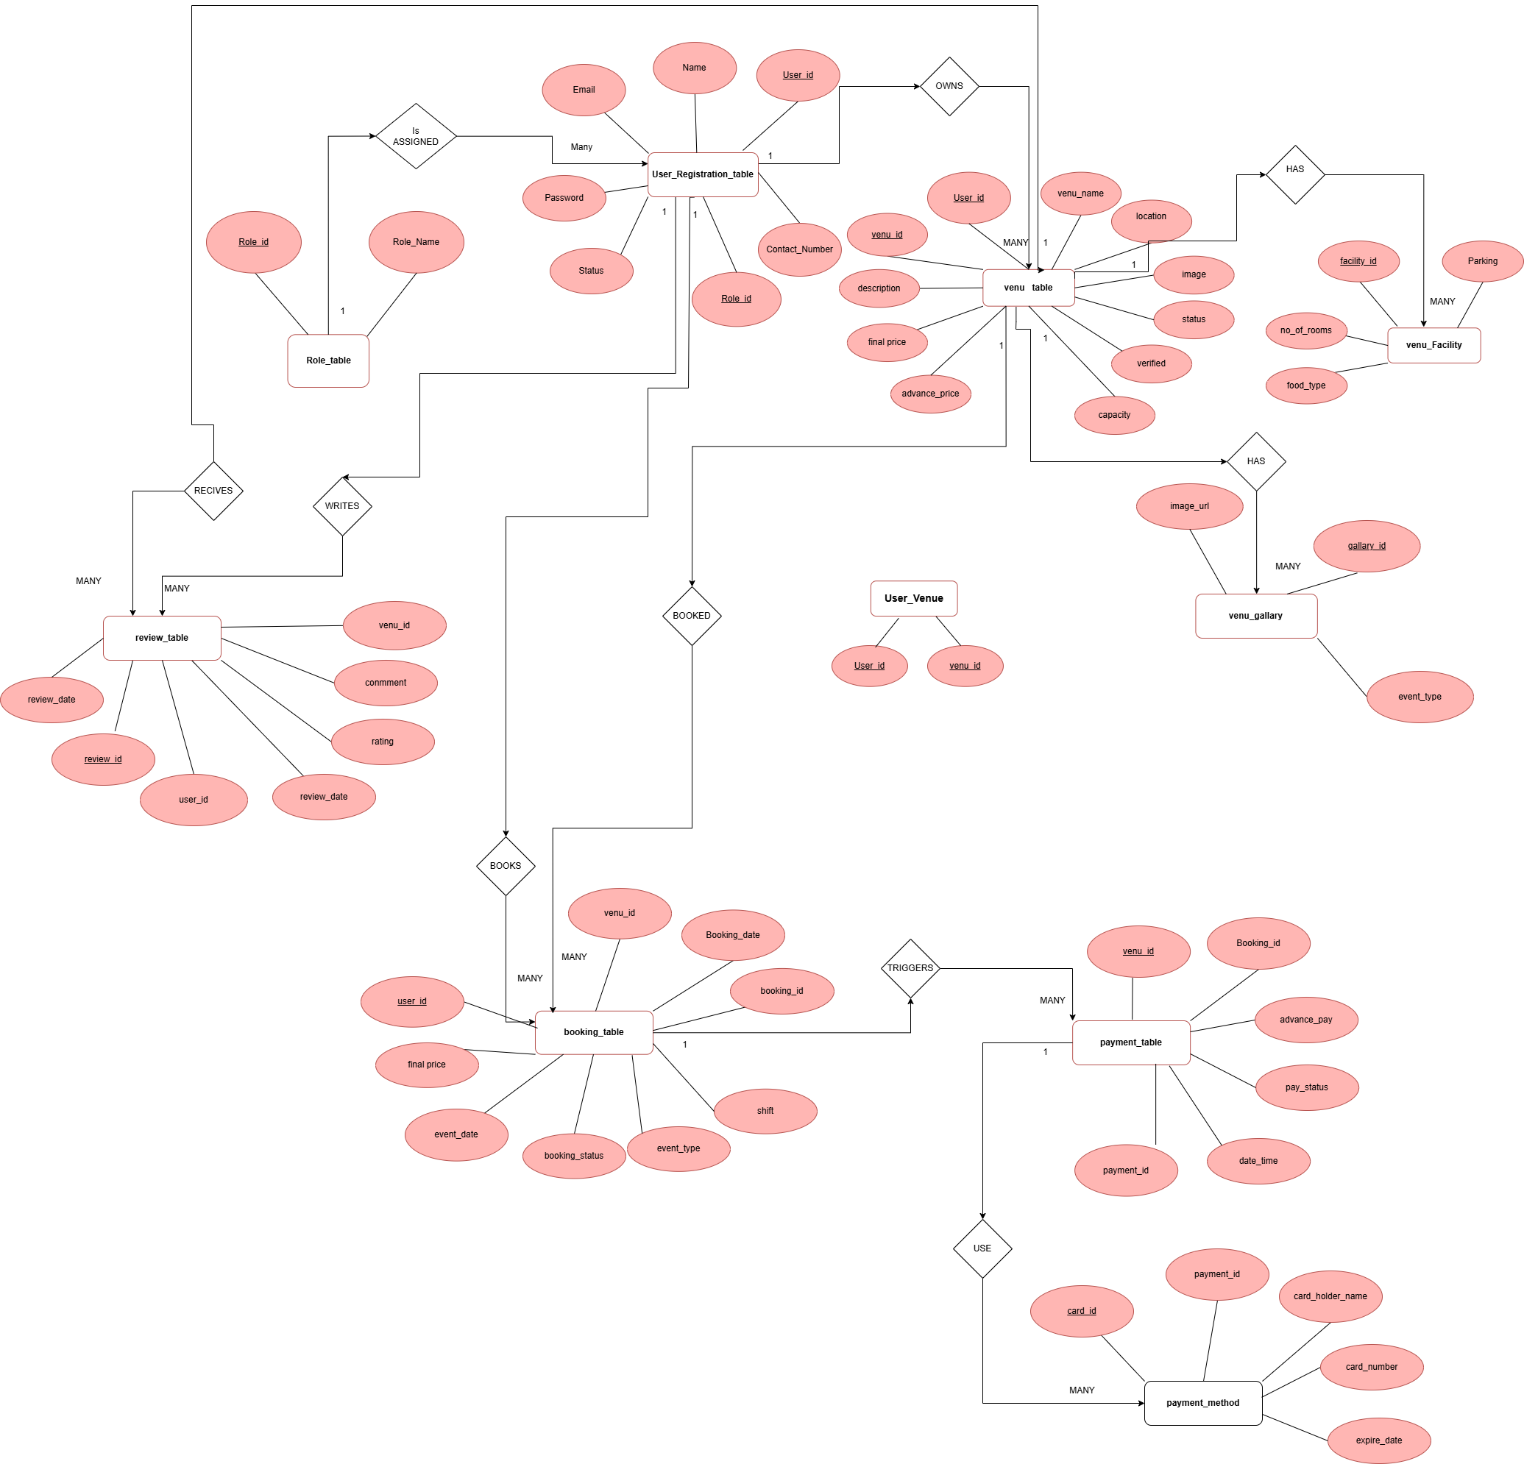 Name
User_id
Email
OWNS
Is
ASSIGNED
Many
1
User_Registration_table
HAS
Password
1
1
User_id
venu_name
location
Role_id
Role_Name
Status
Contact_Number
venu_id
MANY
1
1
facility_id
Parking
Role_id
description
venu_table
image
MANY
1
final price
1
1
status
no_of_rooms
venu_Facility
Role_table
verified
food_type
advance_price
capacity
HAS
RECIVES
WRITES
image_url
gallary_id
MANY
MANY
MANY
User_Venue
BOOKED
venu_gallary
review_table
venu_id
User_id
venu_id
conmment
review_date
event_type
rating
review_id
user_id
review_date
BOOKS
venu_id
Booking_date
MANY
MANY
TRIGGERS
venu_id
Booking_id
user_id
booking_id
MANY
advance_pay
booking_table
1
payment_table
1
final price
pay_status
shift
event_date
booking_status
event_type
payment_id
date_time
USE
payment_id
card_id
card_holder_name
card_number
MANY
payment_method
expire_date